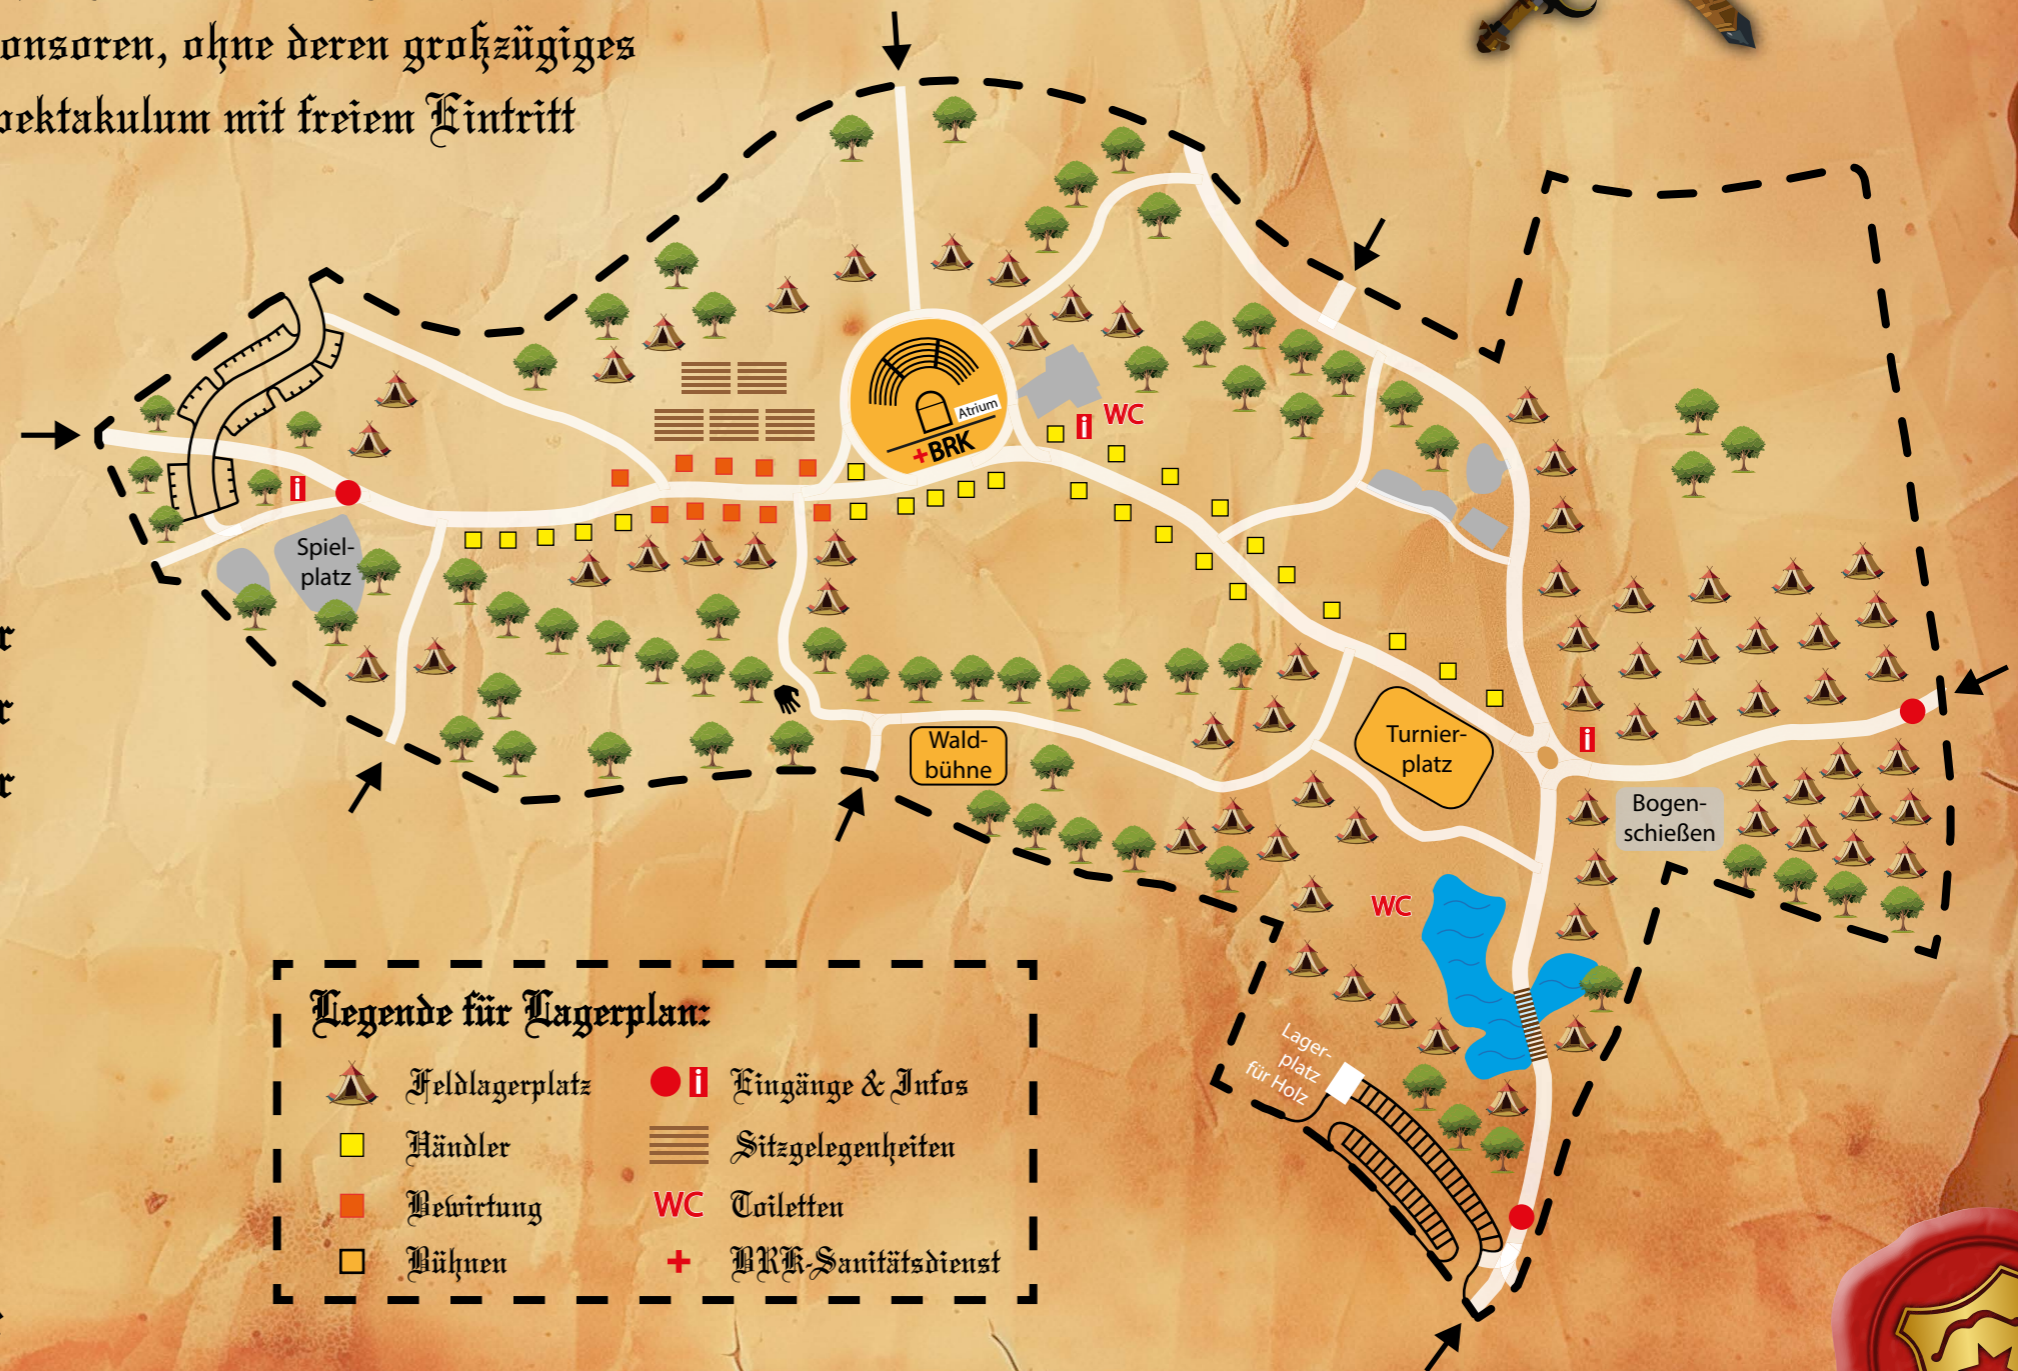 onsoren, ohne deren großzügiges
pektakulum mit freiem Eintritt
Atrium
+BRK
i WC
i
Spiel-
platz
r
r
r
Wald-
bühne
Turnier-
platz
i
Bogen-
schießen
WC
Lager-
platz
für Holz
Legende für Lagerplan:
Feldlagerplatz
i Eingänge & Infos
Händler
Sitzgelegenheiten
Bewirtung
WC Toiletten
Bühnen
+ BRK-Sanitätsdienst